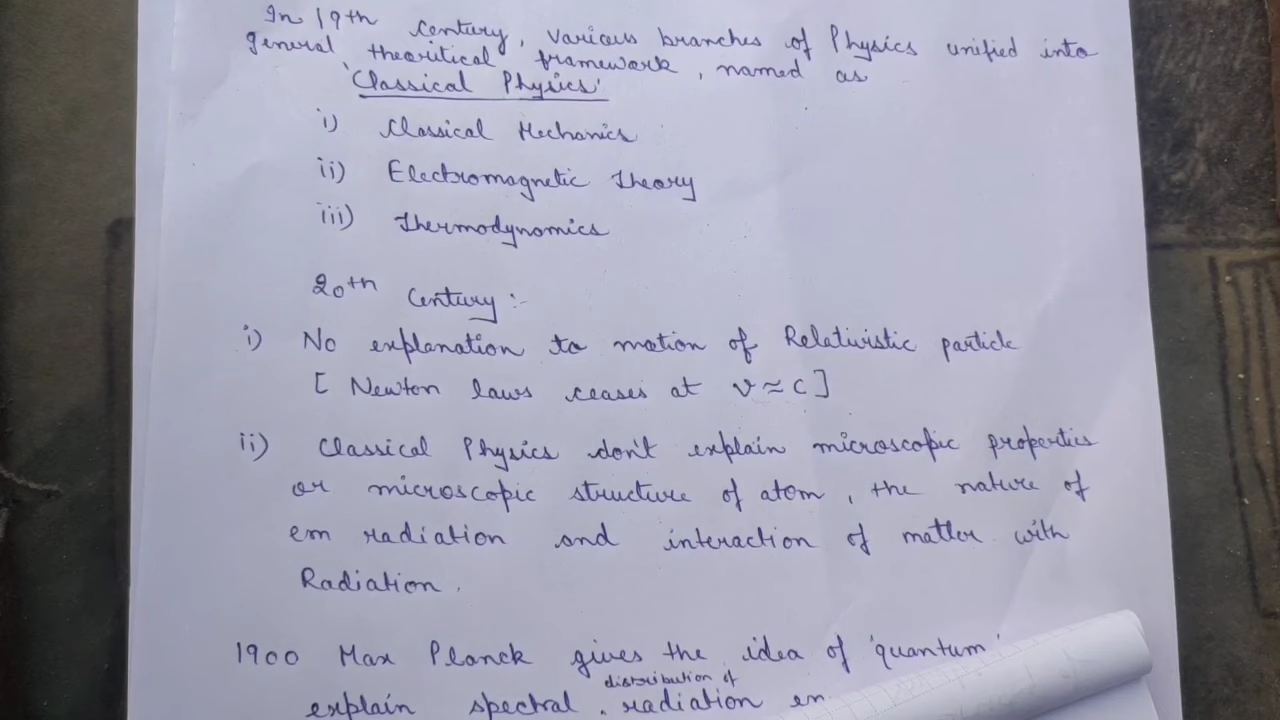 In 19th century, various branches of Physics unified into
general theoritical framework, named as
'Classical Physics'
i) Classical Mechanics
ii) Electromagnetic Theory
iii) Thermodynamics
20th Century :-
i) No explanation to motion of Relativistic particle
[ Newton laws ceases at v ≈ c ]
ii) Classical Physics don't explain microscopic properties
or microscopic structure of atom, the nature of
em radiation and interaction of matter with
Radiation.
1900 Max Planck gives the idea of 'quantum'
distribution of
explain spectral . radiation